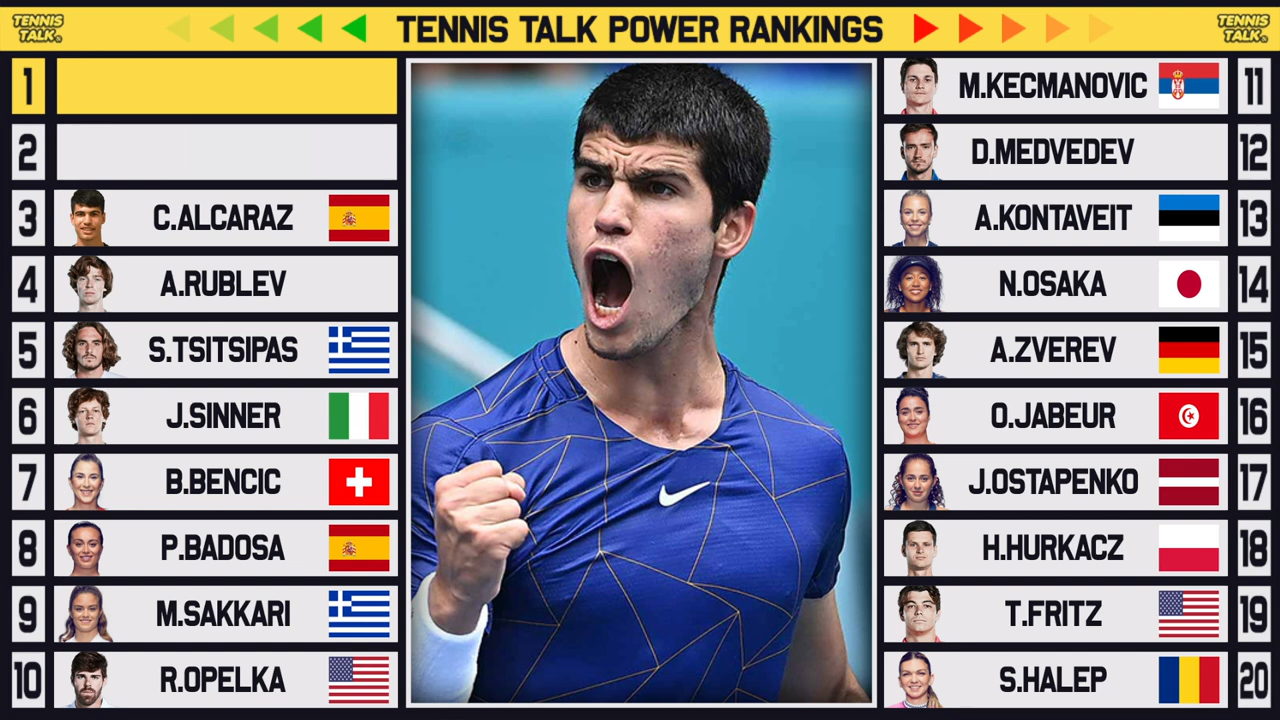 TENNIS TALK
TENNIS TALK POWER RANKINGS
TENNIS TALK
1
2
3 C.ALCARAZ
4 A.RUBLEV
5 S.TSITSIPAS
6 J.SINNER
7 B.BENCIC
8 P.BADOSA
9 M.SAKKARI
10 R.OPELKA
M.KECMANOVIC 11
D.MEDVEDEV 12
A.KONTAVEIT 13
N.OSAKA 14
A.ZVEREV 15
O.JABEUR 16
J.OSTAPENKO 17
H.HURKACZ 18
T.FRITZ 19
S.HALEP 20